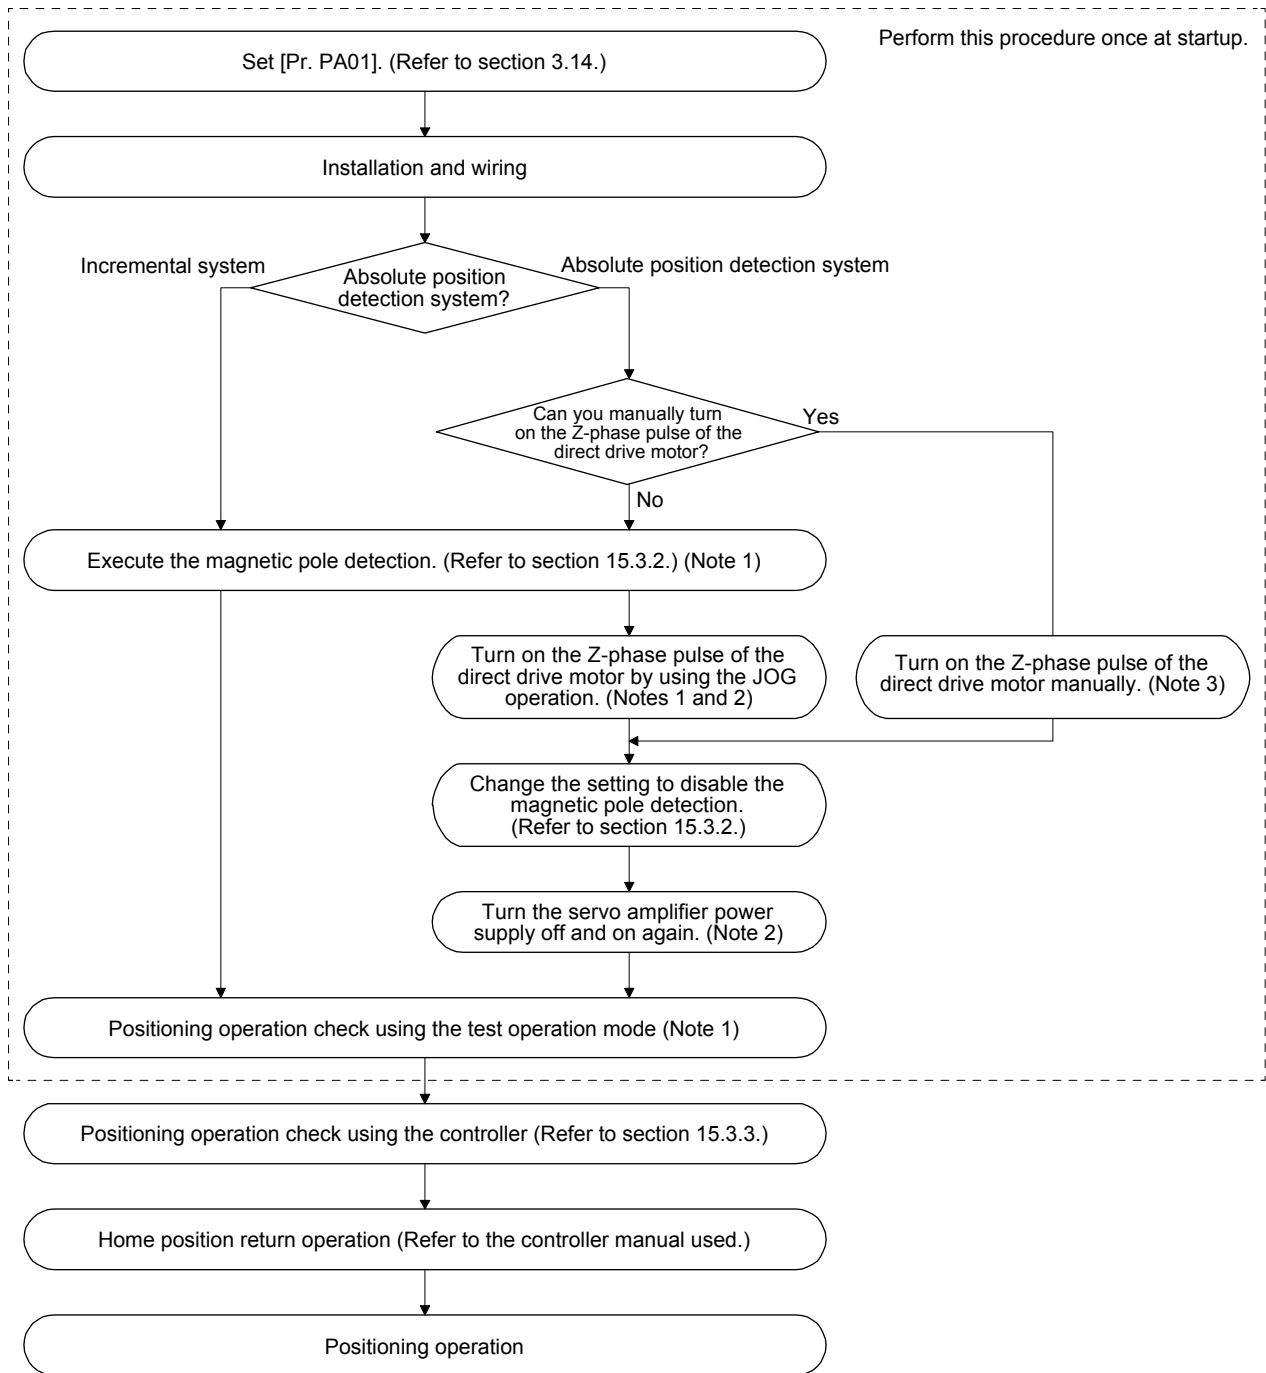 Perform this procedure once at startup.
Set [Pr. PA01]. (Refer to section 3.14.)
Installation and wiring
Incremental system
Absolute position
detection system?
Absolute position detection system
Can you manually turn
on the Z-phase pulse of the
direct drive motor?
Yes
No
Execute the magnetic pole detection. (Refer to section 15.3.2.) (Note 1)
Turn on the Z-phase pulse of the
direct drive motor by using the JOG
operation. (Notes 1 and 2)
Turn on the Z-phase pulse of the
direct drive motor manually. (Note 3)
Change the setting to disable the
magnetic pole detection.
(Refer to section 15.3.2.)
Turn the servo amplifier power
supply off and on again. (Note 2)
Positioning operation check using the test operation mode (Note 1)
Positioning operation check using the controller (Refer to section 15.3.3.)
Home position return operation (Refer to the controller manual used.)
Positioning operation